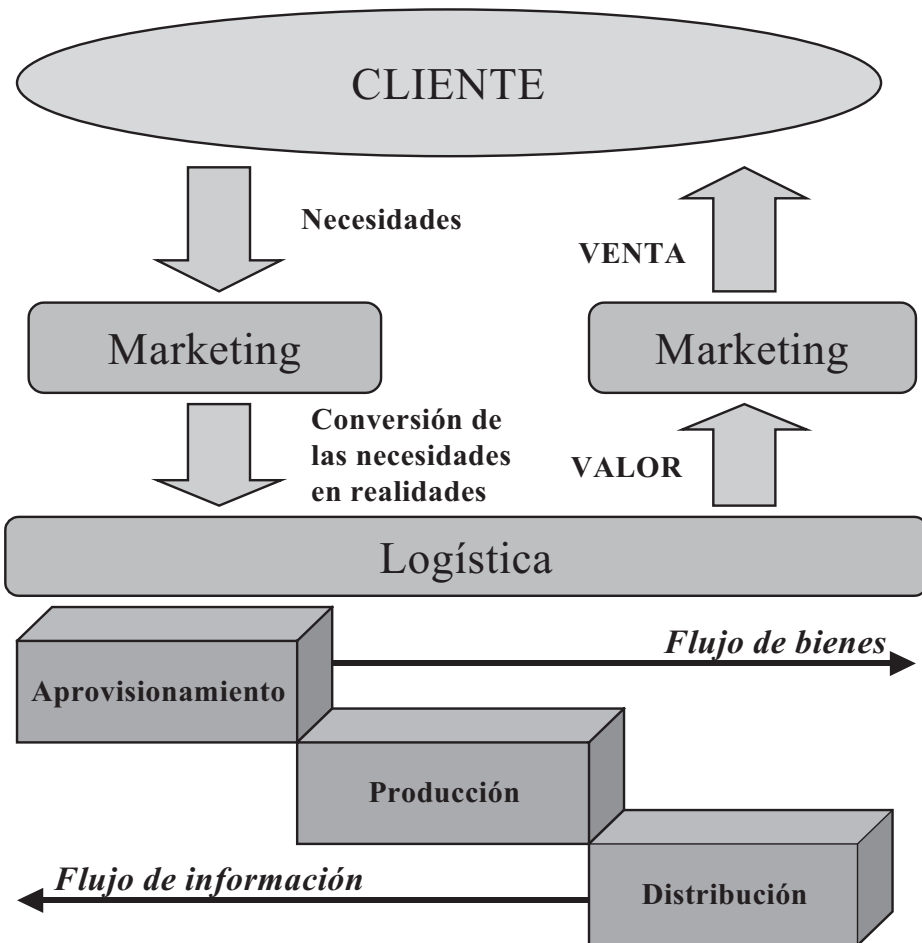 CLIENTE
Necesidades
VENTA
Marketing
Marketing
Conversión de
las necesidades
en realidades
VALOR
Logística
Flujo de bienes
Aprovisionamiento
Producción
Flujo de información
Distribución